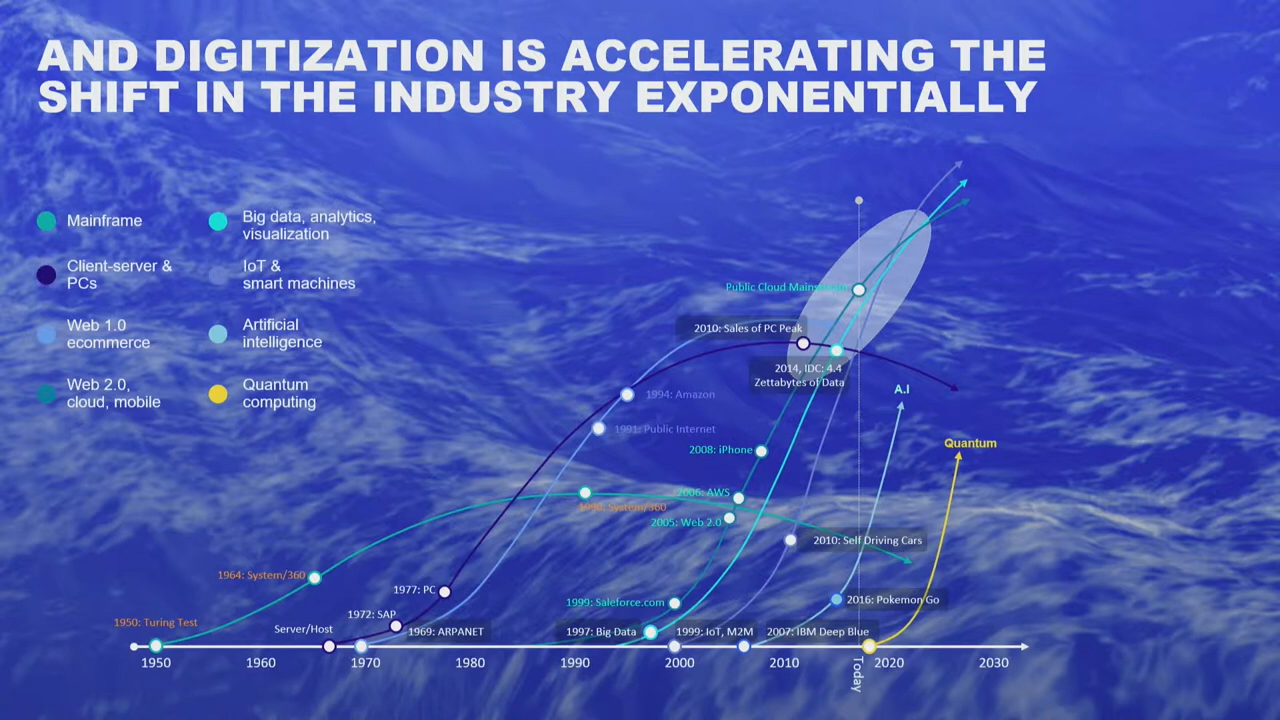 AND DIGITIZATION IS ACCELERATING THE
SHIFT IN THE INDUSTRY EXPONENTIALLY
Mainframe
Big data, analytics,
visualization
Client-server &
PCs
IoT &
smart machines
Web 1.0
ecommerce
Artificial
intelligence
Web 2.0,
cloud, mobile
Quantum
computing
Public Cloud
2010: Sales of PC Peak
2014, IDC: 4.4
Zettabytes of Data
A.I
1994: Amazon
1991: Public Internet
Quantum
2008: iPhone
2006: AWS
System/360
2005: Web 2.0
2010: Self Driving Cars
1964: System/360
1977: PC
1999: Saleforce.com
2016: Pokemon Go
1972: SAP
1950: Turing Test
Server/Host
1969: ARPANET
1997: Big Data
1999: IoT, M2M
2007: IBM Deep Blue
1950
1960
1970
1980
1990
2000
2010
2020
2030
Today